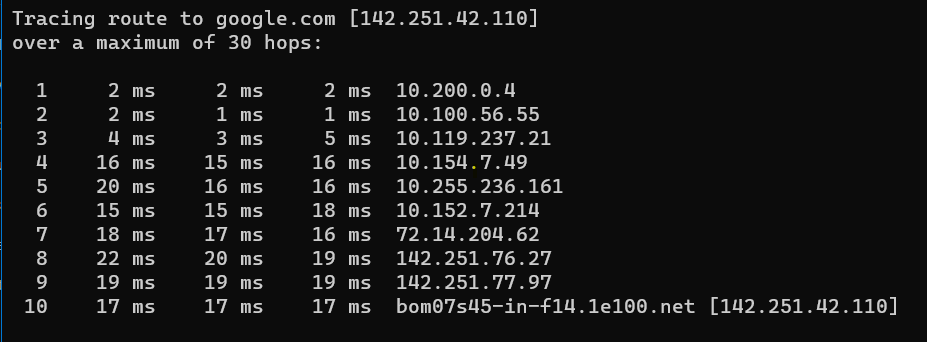 Tracing route to google.com [142.251.42.110]
over a maximum of 30 hops:
1 2 ms 2 ms 2 ms 10.200.0.4
2 2 ms 1 ms 1 ms 10.100.56.55
3 4 ms 3 ms 5 ms 10.119.237.21
4 16 ms 15 ms 16 ms 10.154.7.49
5 20 ms 16 ms 16 ms 10.255.236.161
6 15 ms 15 ms 18 ms 10.152.7.214
7 18 ms 17 ms 16 ms 72.14.204.62
8 22 ms 20 ms 19 ms 142.251.76.27
9 19 ms 19 ms 19 ms 142.251.77.97
10 17 ms 17 ms 17 ms bom07s45-in-f14.1e100.net [142.251.42.110]